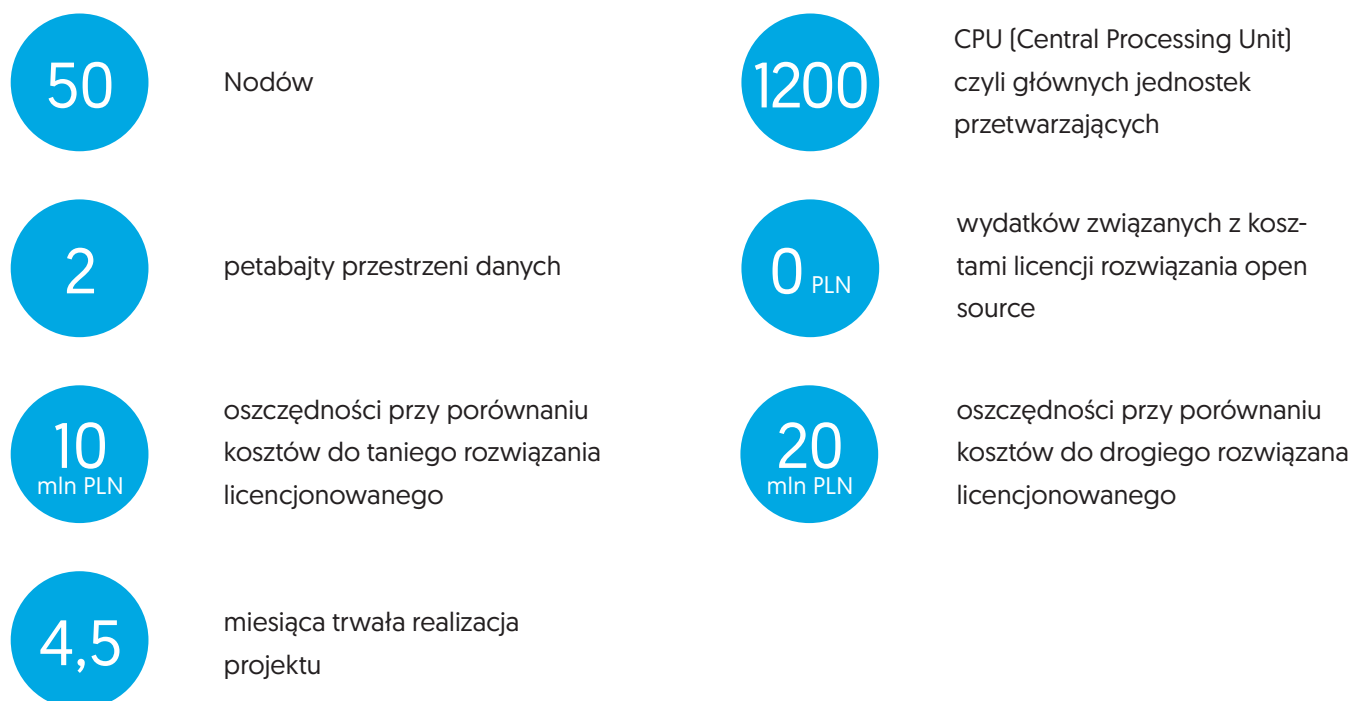 50
Nodów
1200
CPU (Central Processing Unit)
czyli głównych jednostek
przetwarzających
2
petabajty przestrzeni danych
0 PLN
wydatków związanych z kosz-
tami licencji rozwiązania open
source
10
mln PLN
oszczędności przy porównaniu
kosztów do taniego rozwiązania
licencjonowanego
20
mln PLN
oszczędności przy porównaniu
kosztów do drogiego rozwiązana
licencjonowanego
4,5
miesiąca trwała realizacja
projektu